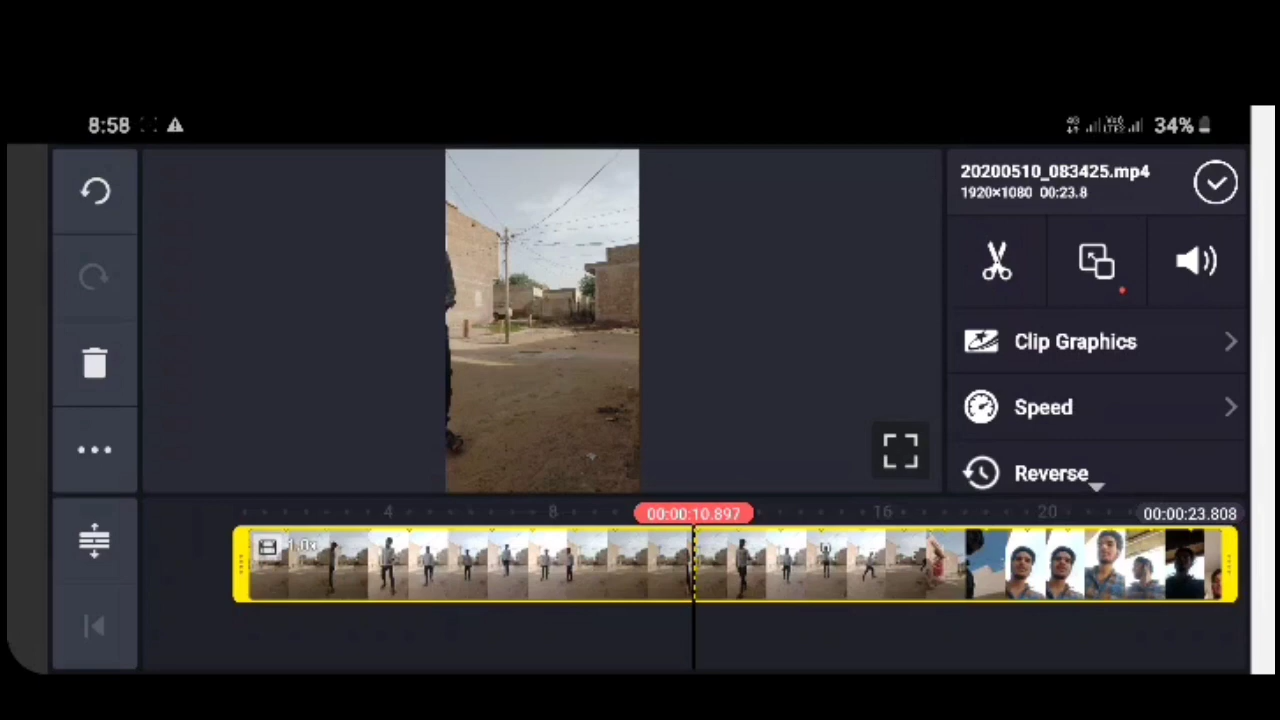 8:58
34%
20200510_083425.mp4
1920×1080 00:23.8
Clip Graphics
Speed
Reverse
4 8 00:00:10.897 16 20 00:00:23.808
1.0x